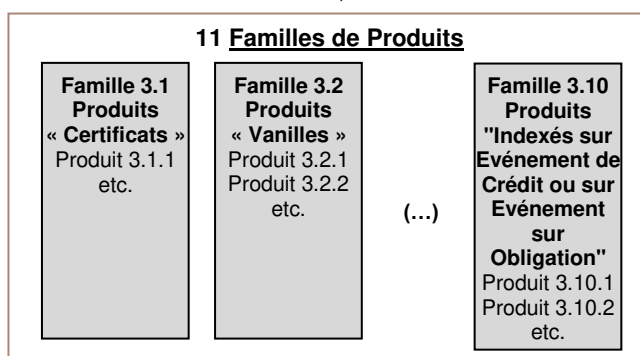 11 Familles de Produits
Famille 3.1
Produits
« Certificats »
Produit 3.1.1
etc.
Famille 3.2
Produits
« Vanilles »
Produit 3.2.1
Produit 3.2.2
etc.
(...)
Famille 3.10
Produits
"Indexés sur
Evénement de
Crédit ou sur
Evénement
sur
Obligation"
Produit 3.10.1
Produit 3.10.2
etc.